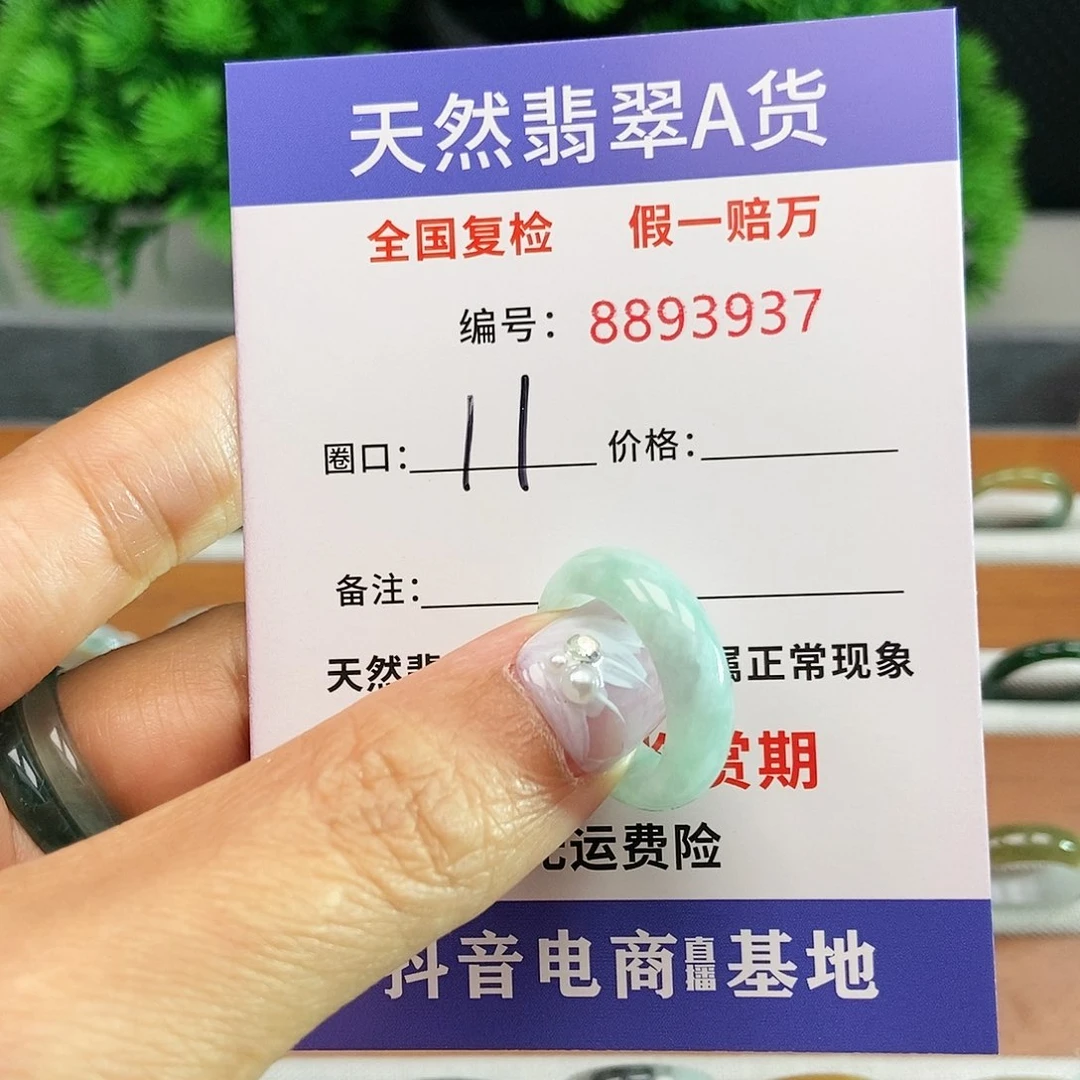 天然翡翠A货
全国复检 假一赔万
编号：8893937
圈口：11 价格：
备注：
天然 属正常现象
赏期
运费险
抖音电商直播基地